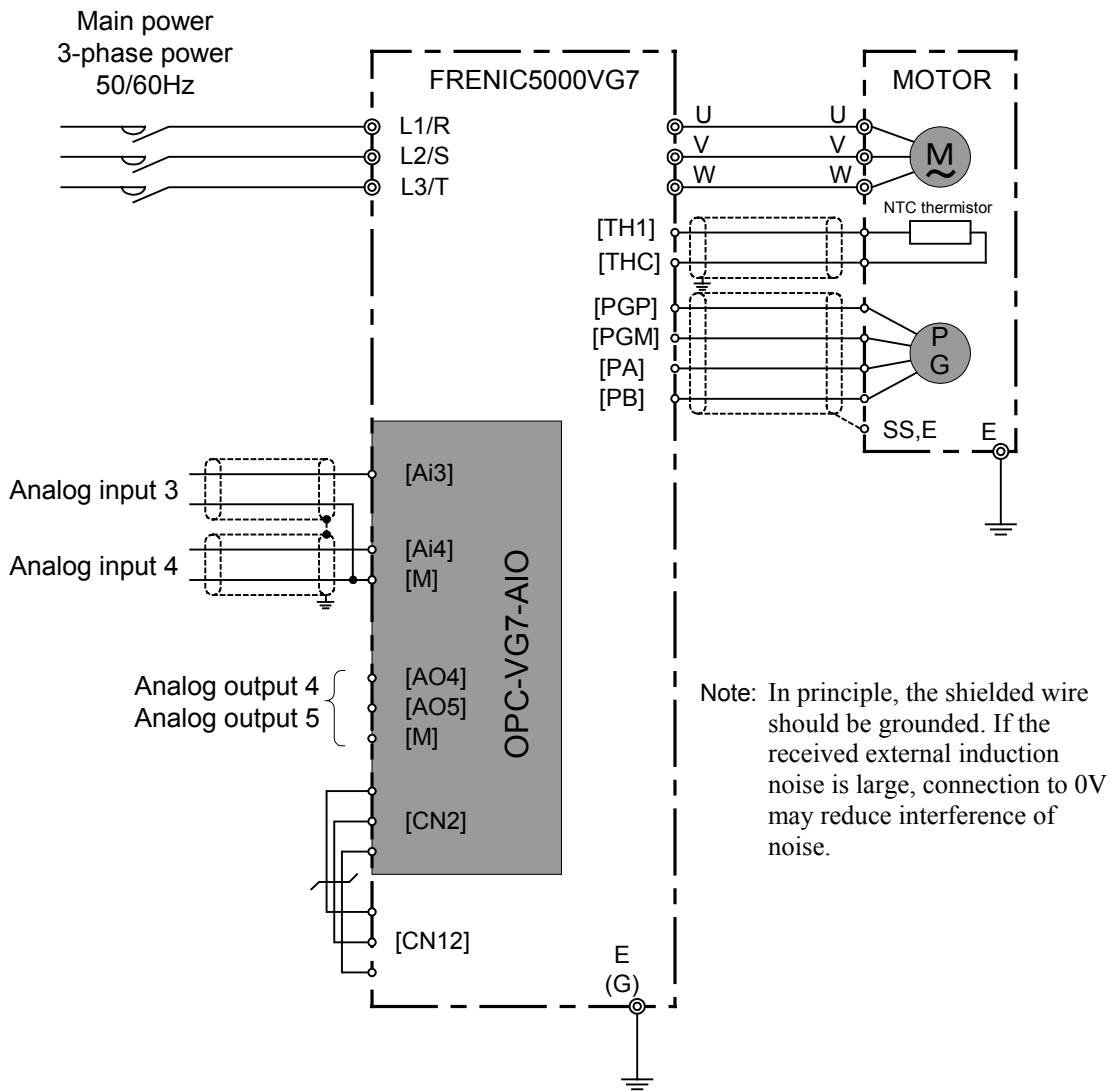 Main power
3-phase power
50/60Hz
FRENIC5000VG7
MOTOR
L1/R
L2/S
L3/T
U
V
W
U
V
W
M
~
NTC thermistor
[TH1]
[THC]
[PGP]
[PGM]
[PA]
[PB]
P
G
SS,E
E
Analog input 3
[Ai3]
Analog input 4
[Ai4]
[M]
OPC-VG7-AIO
Analog output 4
Analog output 5
[AO4]
[AO5]
[M]
[CN2]
[CN12]
E
(G)
Note: In principle, the shielded wire
should be grounded. If the
received external induction
noise is large, connection to 0V
may reduce interference of
noise.